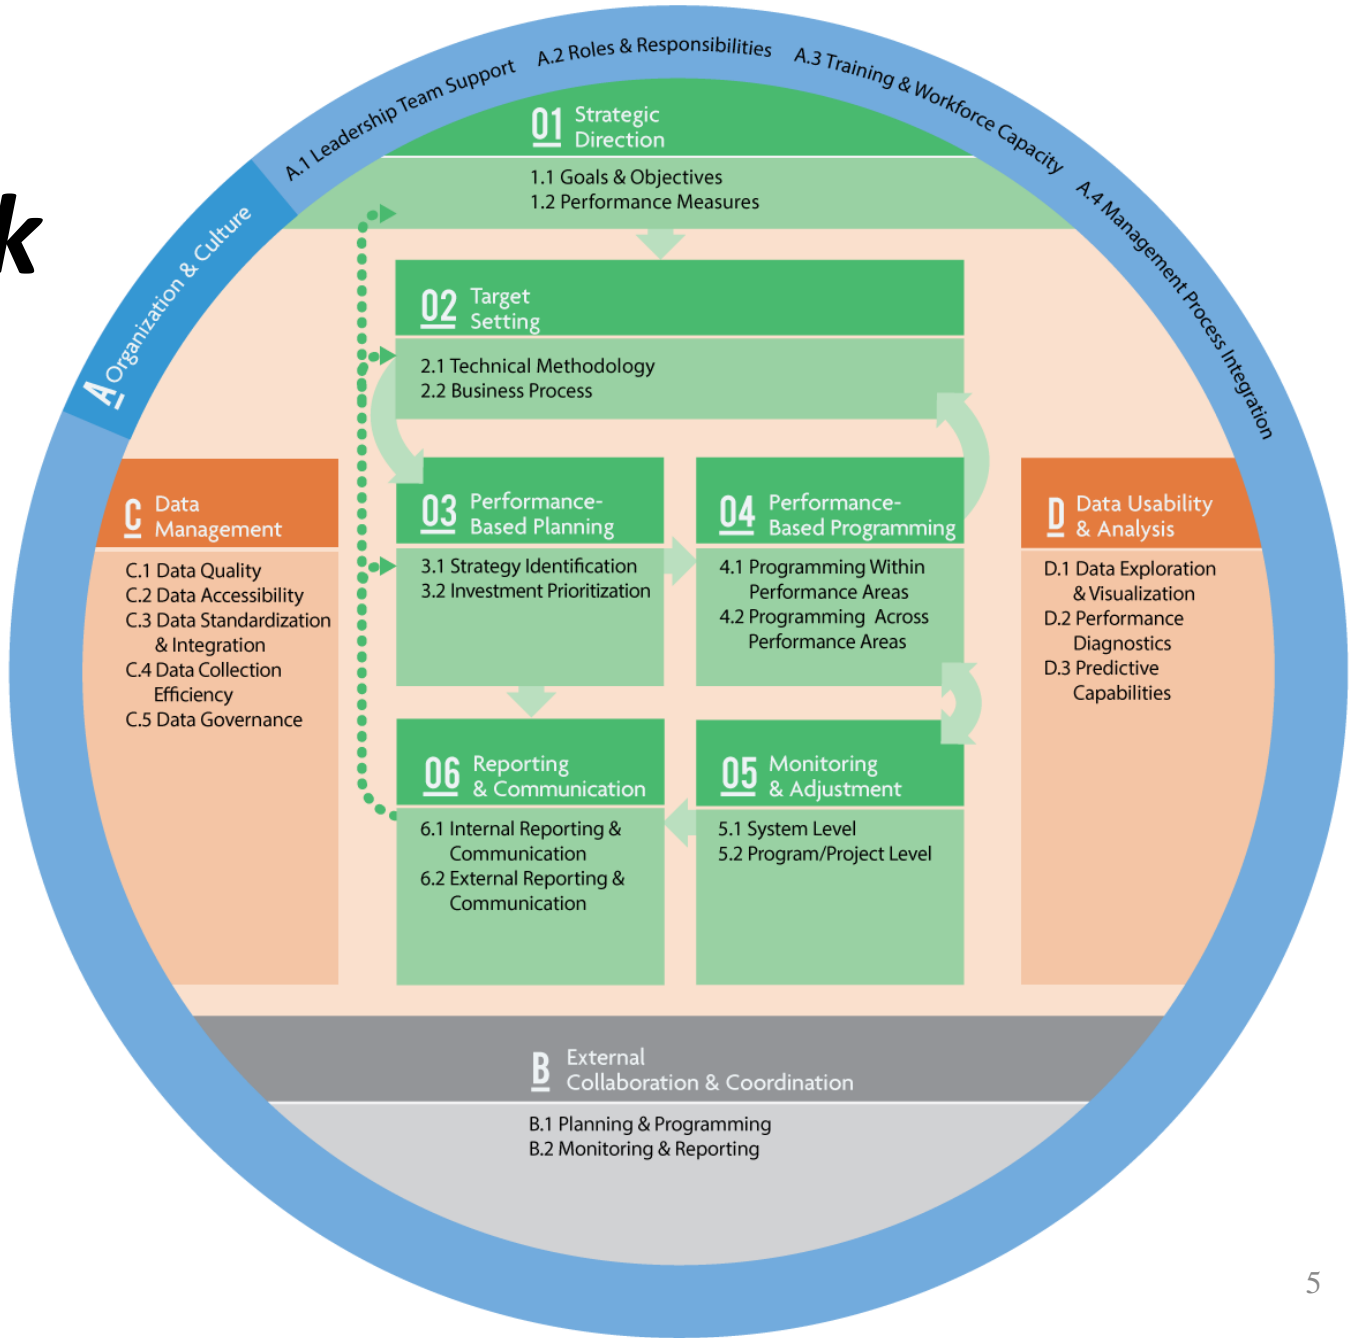 k
A Organization & Culture
A.1 Leadership Team Support
A.2 Roles & Responsibilities
A.3 Training & Workforce Capacity
A.4 Management Process Integration
01 Strategic
Direction
1.1 Goals & Objectives
1.2 Performance Measures
02 Target
Setting
2.1 Technical Methodology
2.2 Business Process
C Data
Management
C.1 Data Quality
C.2 Data Accessibility
C.3 Data Standardization
& Integration
C.4 Data Collection
Efficiency
C.5 Data Governance
03 Performance-
Based Planning
3.1 Strategy Identification
3.2 Investment Prioritization
04 Performance-
Based Programming
4.1 Programming Within
Performance Areas
4.2 Programming Across
Performance Areas
D Data Usability
& Analysis
D.1 Data Exploration
& Visualization
D.2 Performance
Diagnostics
D.3 Predictive
Capabilities
06 Reporting
& Communication
6.1 Internal Reporting &
Communication
6.2 External Reporting &
Communication
05 Monitoring
& Adjustment
5.1 System Level
5.2 Program/Project Level
B External
Collaboration & Coordination
B.1 Planning & Programming
B.2 Monitoring & Reporting
5